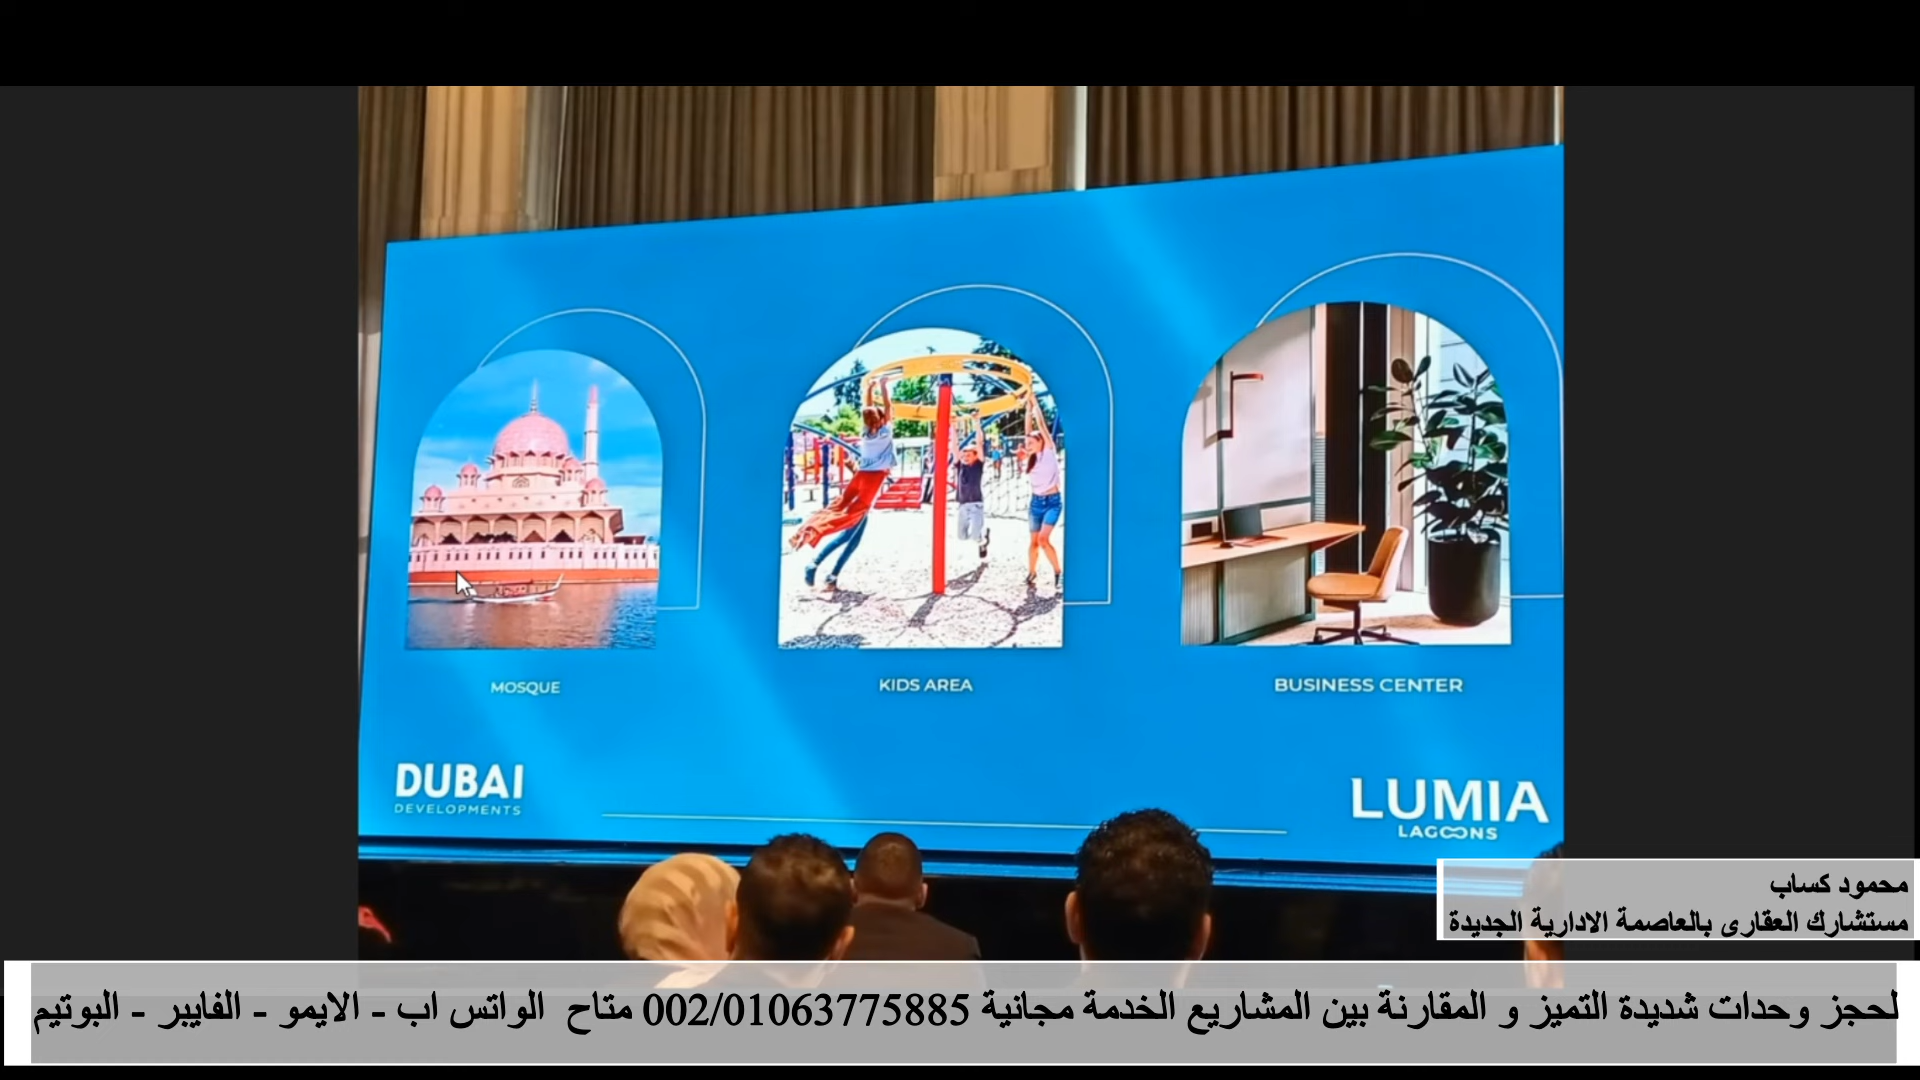 MOSQUE
KIDS AREA
BUSINESS CENTER
DUBAI
DEVELOPMENTS
LUMIA
LAGOONS
محمود كساب
مستشارك العقارى بالعاصمة الادارية الجديدة
لحجز وحدات شديدة التميز و المقارنة بين المشاريع الخدمة مجانية 002/01063775885 متاح الواتس اب - الايمو - الفايبر - البوتيم